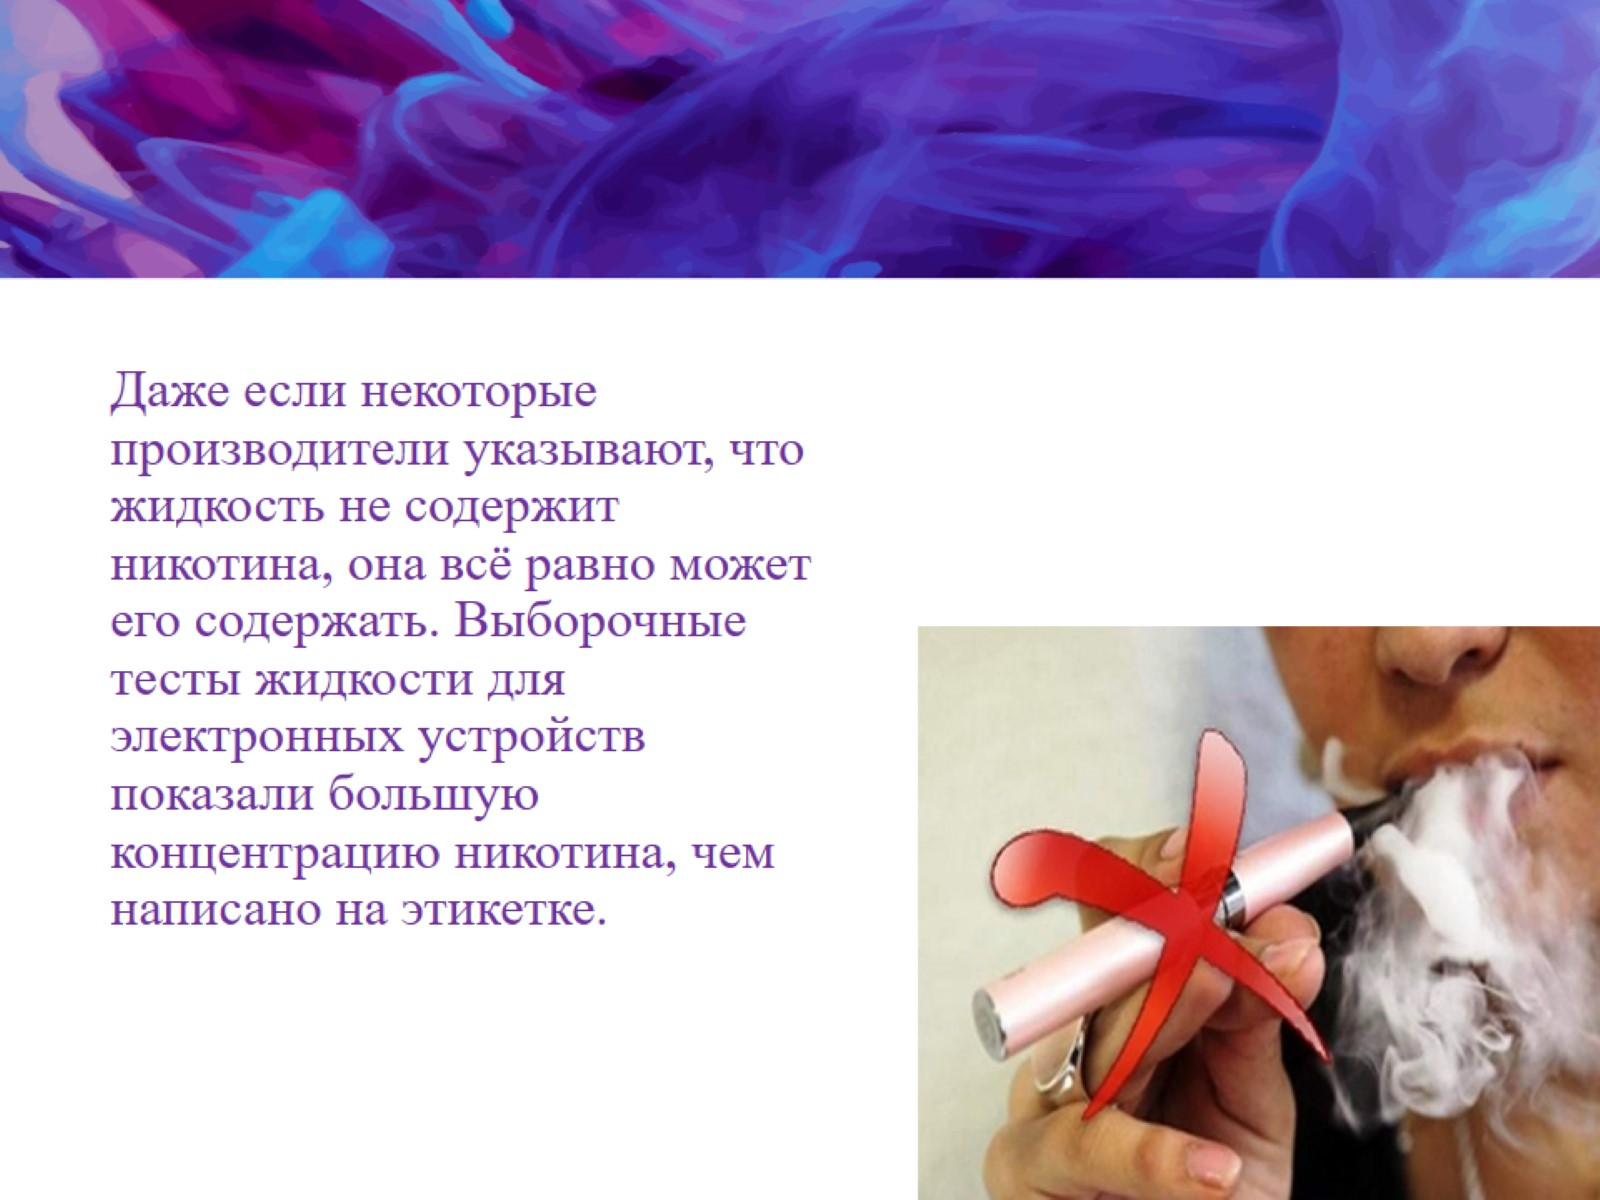 Даже если некоторые
производители указывают, что
жидкость не содержит
никотина, она всё равно может
его содержать. Выборочные
тесты жидкости для
электронных устройств
показали большую
концентрацию никотина, чем
написано на этикетке.